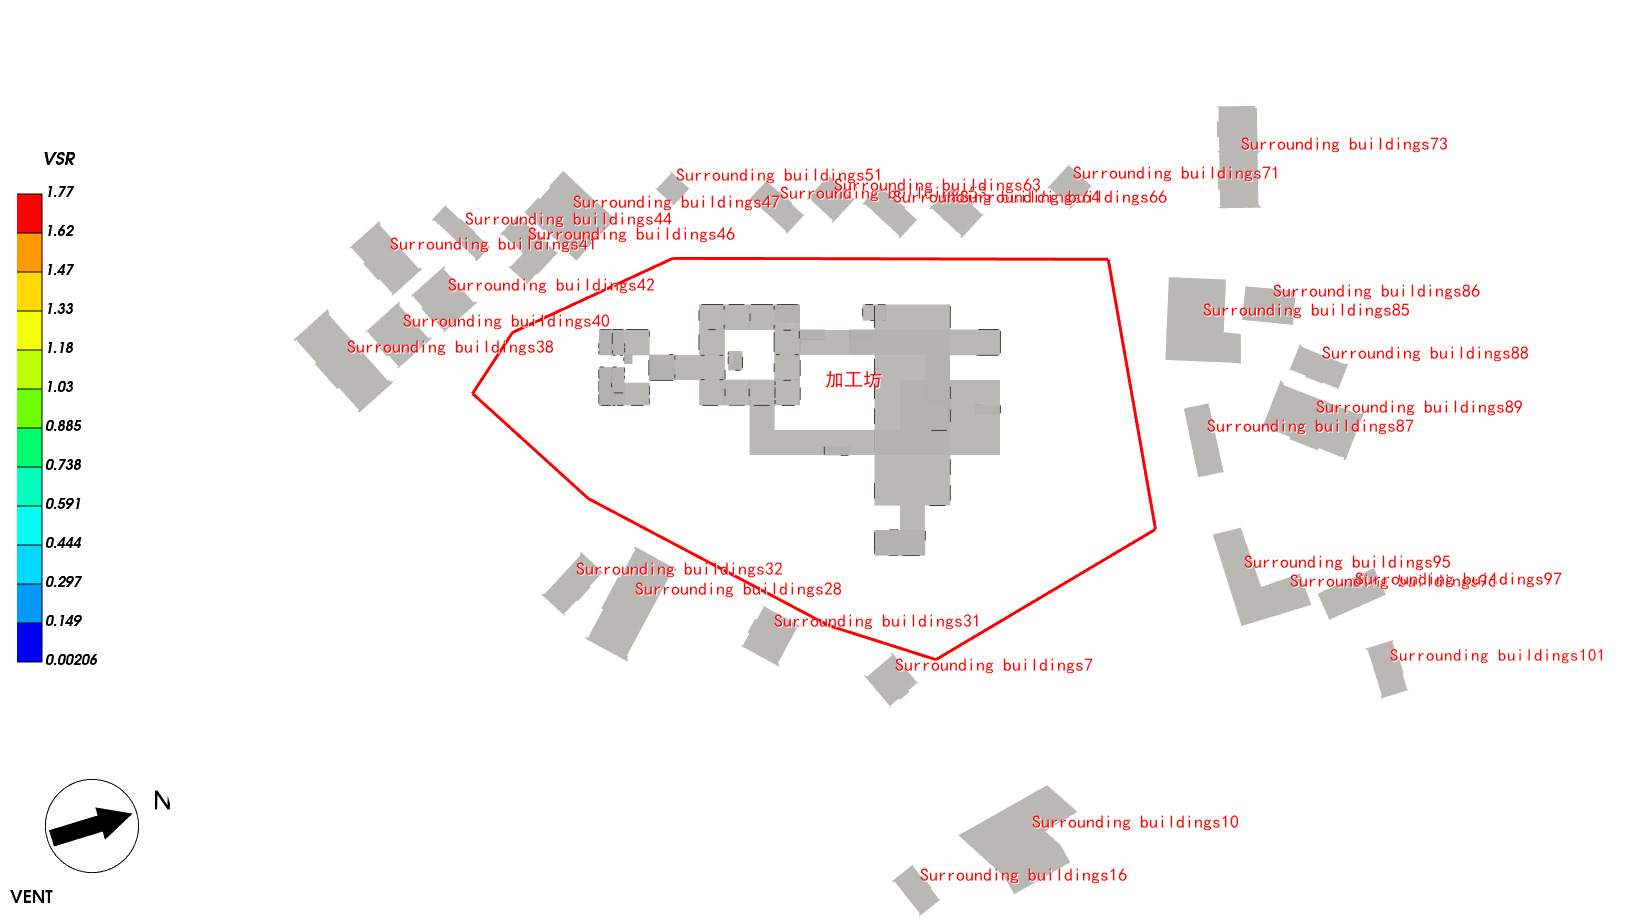 VSR
1.77
1.62
1.47
1.33
1.18
1.03
0.885
0.738
0.591
0.444
0.297
0.149
0.00206
Surrounding buildings73
Surrounding buildings71
Surrounding buildings51
Surrounding buildings63
Surrounding buildings66
Surrounding buildings47
Surrounding buildings44
Surrounding buildings46
Surrounding buildings41
Surrounding buildings42
Surrounding buildings86
Surrounding buildings85
Surrounding buildings40
Surrounding buildings38
Surrounding buildings88
加工坊
Surrounding buildings89
Surrounding buildings87
Surrounding buildings95
Surrounding buildings32
Surrounding buildings97
Surrounding buildings28
Surrounding buildings31
Surrounding buildings101
Surrounding buildings7
Surrounding buildings10
Surrounding buildings16
N
VENT